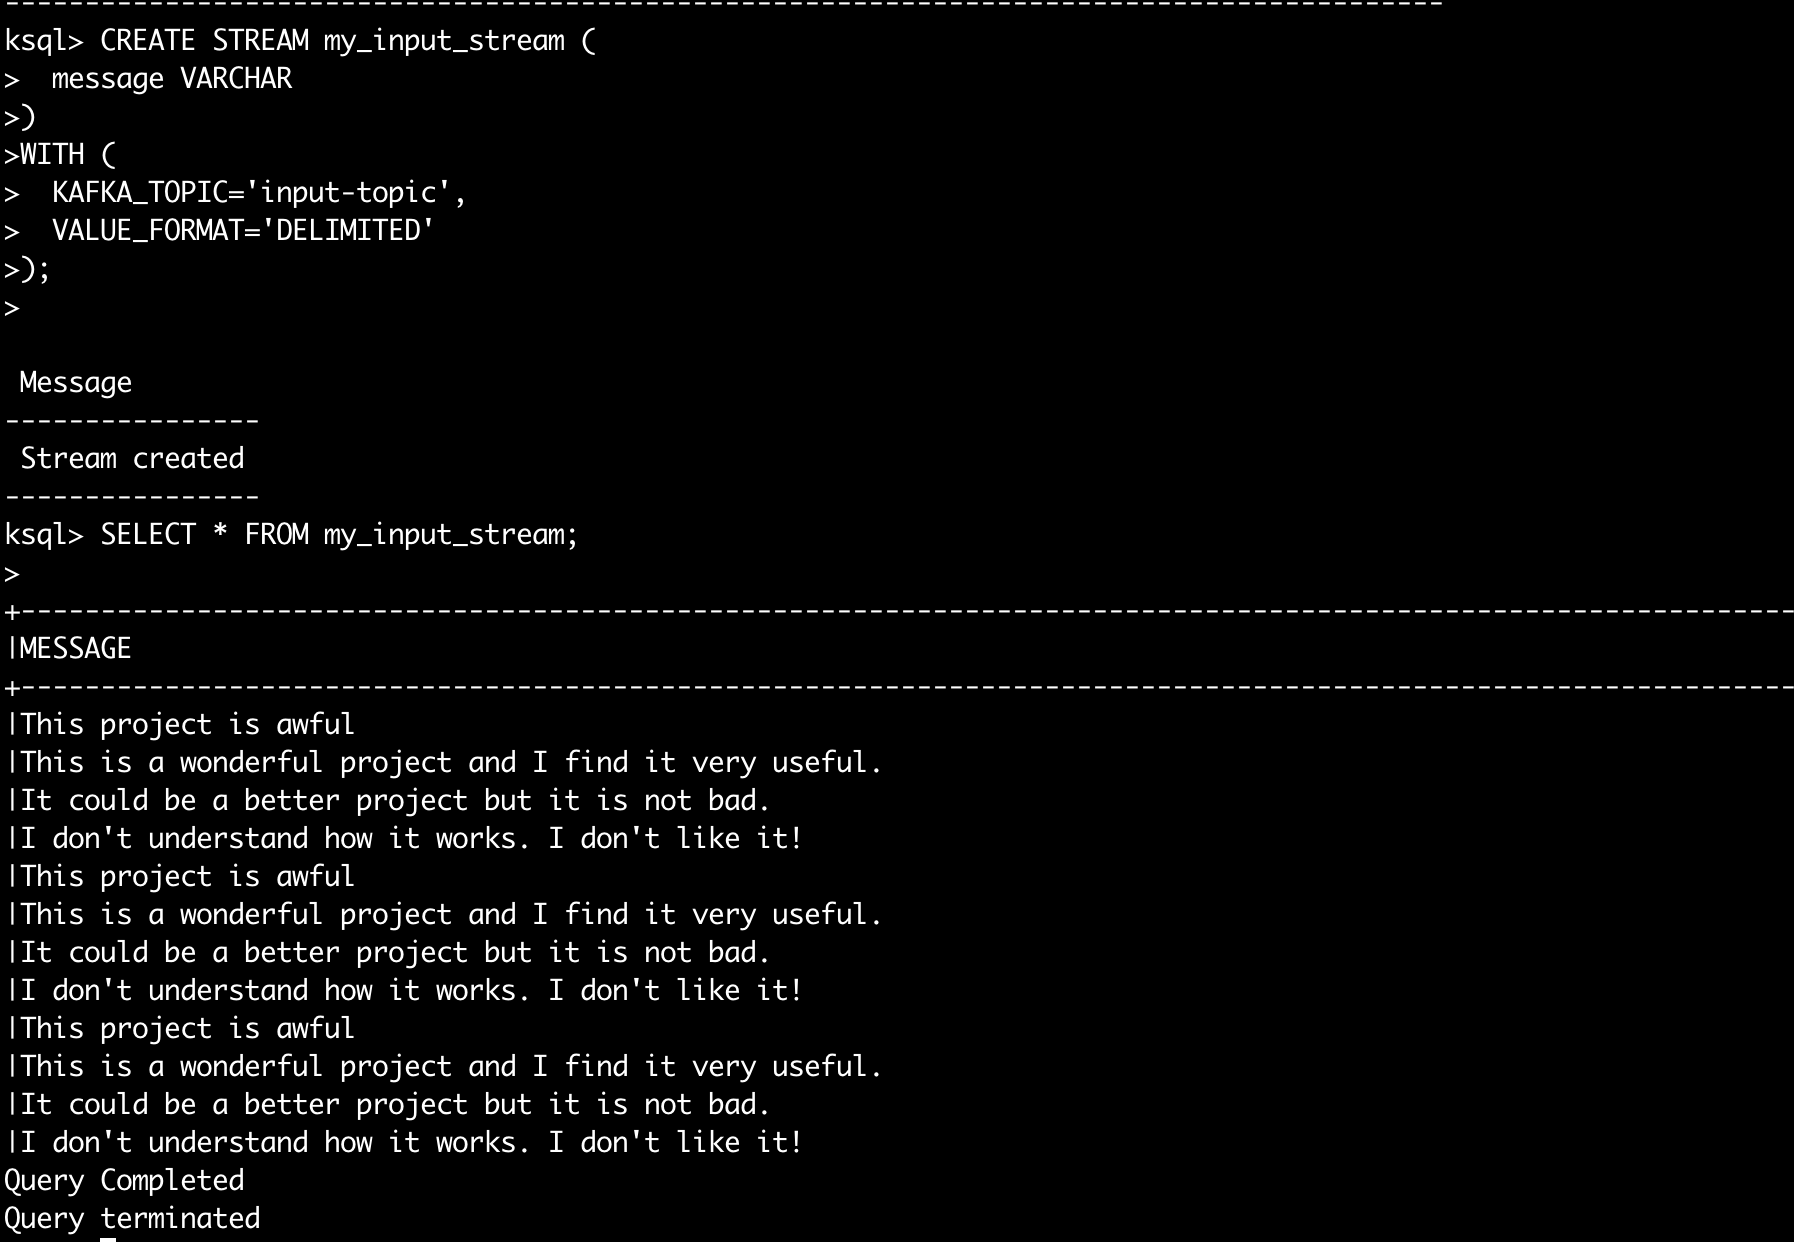 ------------------------------------------------------------------------------------------
ksql> CREATE STREAM my_input_stream (
>  message VARCHAR
>)
>WITH (
>  KAFKA_TOPIC='input-topic',
>  VALUE_FORMAT='DELIMITED'
>);
>
 Message
----------------
 Stream created
----------------
ksql> SELECT * FROM my_input_stream;
>
+---------------------------------------------------------------------------------------------------------------
|MESSAGE
+---------------------------------------------------------------------------------------------------------------
|This project is awful
|This is a wonderful project and I find it very useful.
|It could be a better project but it is not bad.
|I don't understand how it works. I don't like it!
|This project is awful
|This is a wonderful project and I find it very useful.
|It could be a better project but it is not bad.
|I don't understand how it works. I don't like it!
|This project is awful
|This is a wonderful project and I find it very useful.
|It could be a better project but it is not bad.
|I don't understand how it works. I don't like it!
Query Completed
Query terminated